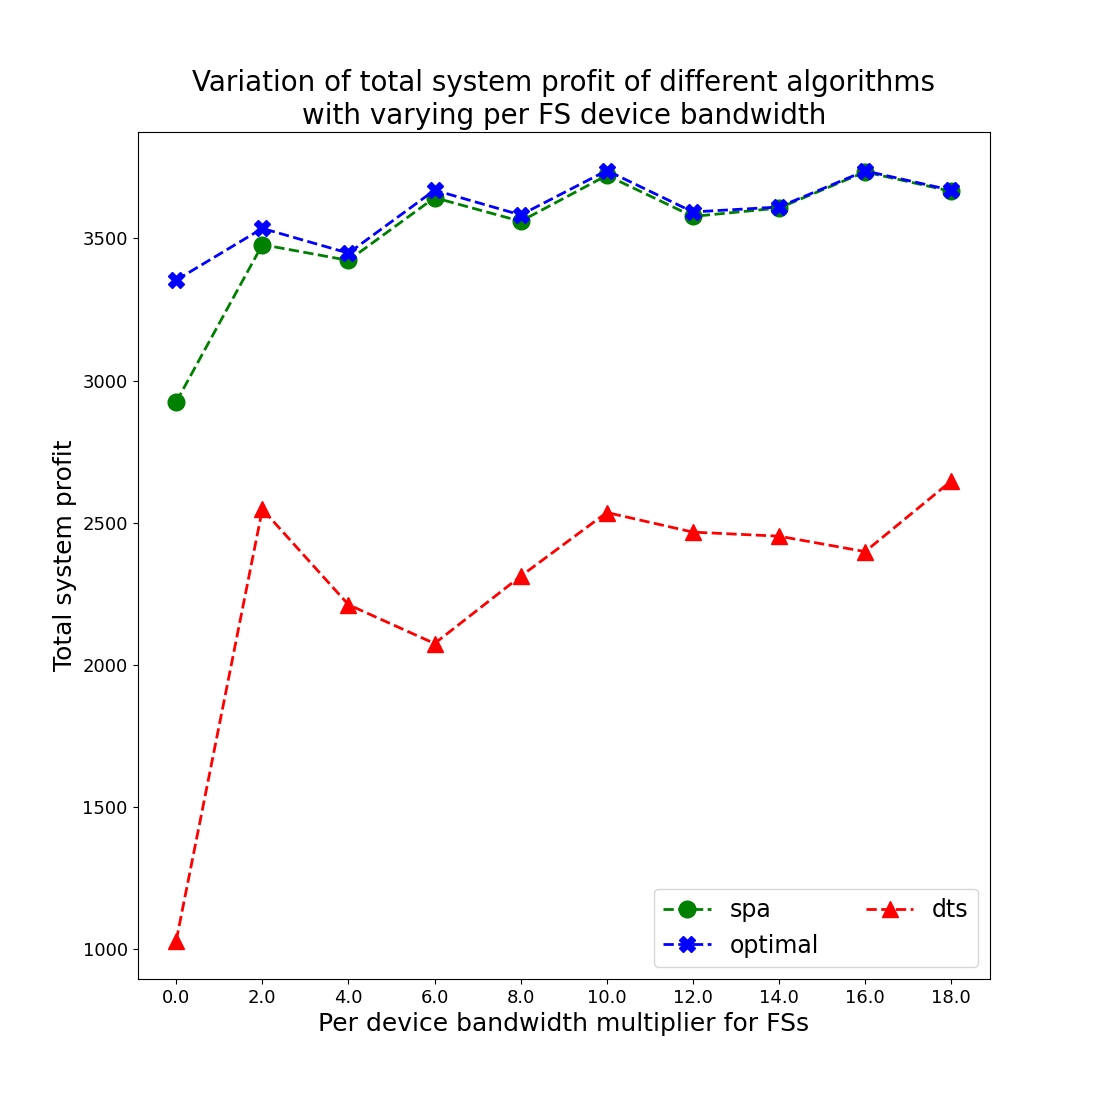 Variation of total system profit of different algorithms
with varying per FS device bandwidth
Total system profit
3500
3000
2500
2000
1500
1000
0.0 2.0 4.0 6.0 8.0 10.0 12.0 14.0 16.0 18.0
Per device bandwidth multiplier for FSs
spa dts
optimal